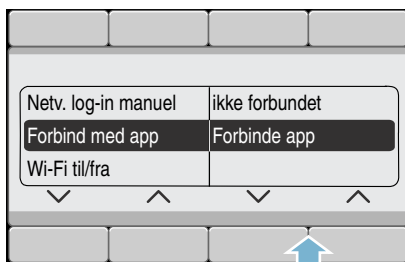 Netv. log-in manuel ikke forbundet
Forbind med app Forbinde app
Wi-Fi til/fra